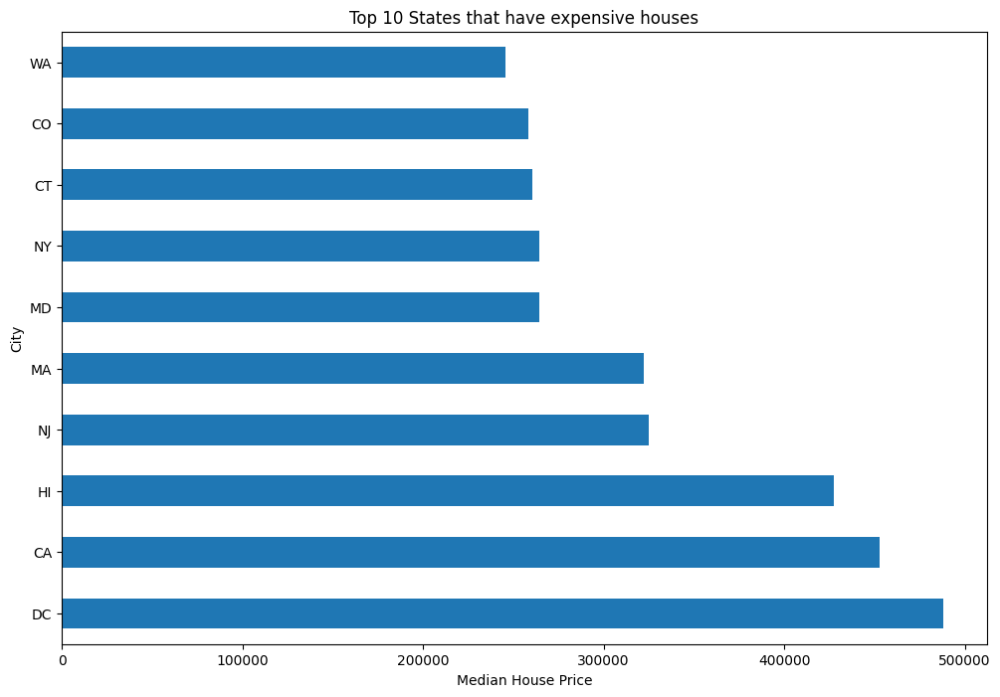 Top 10 States that have expensive houses
WA
CO
CT
NY
MD
MA
NJ
HI
CA
DC
City
0 100000 200000 300000 400000 500000
Median House Price